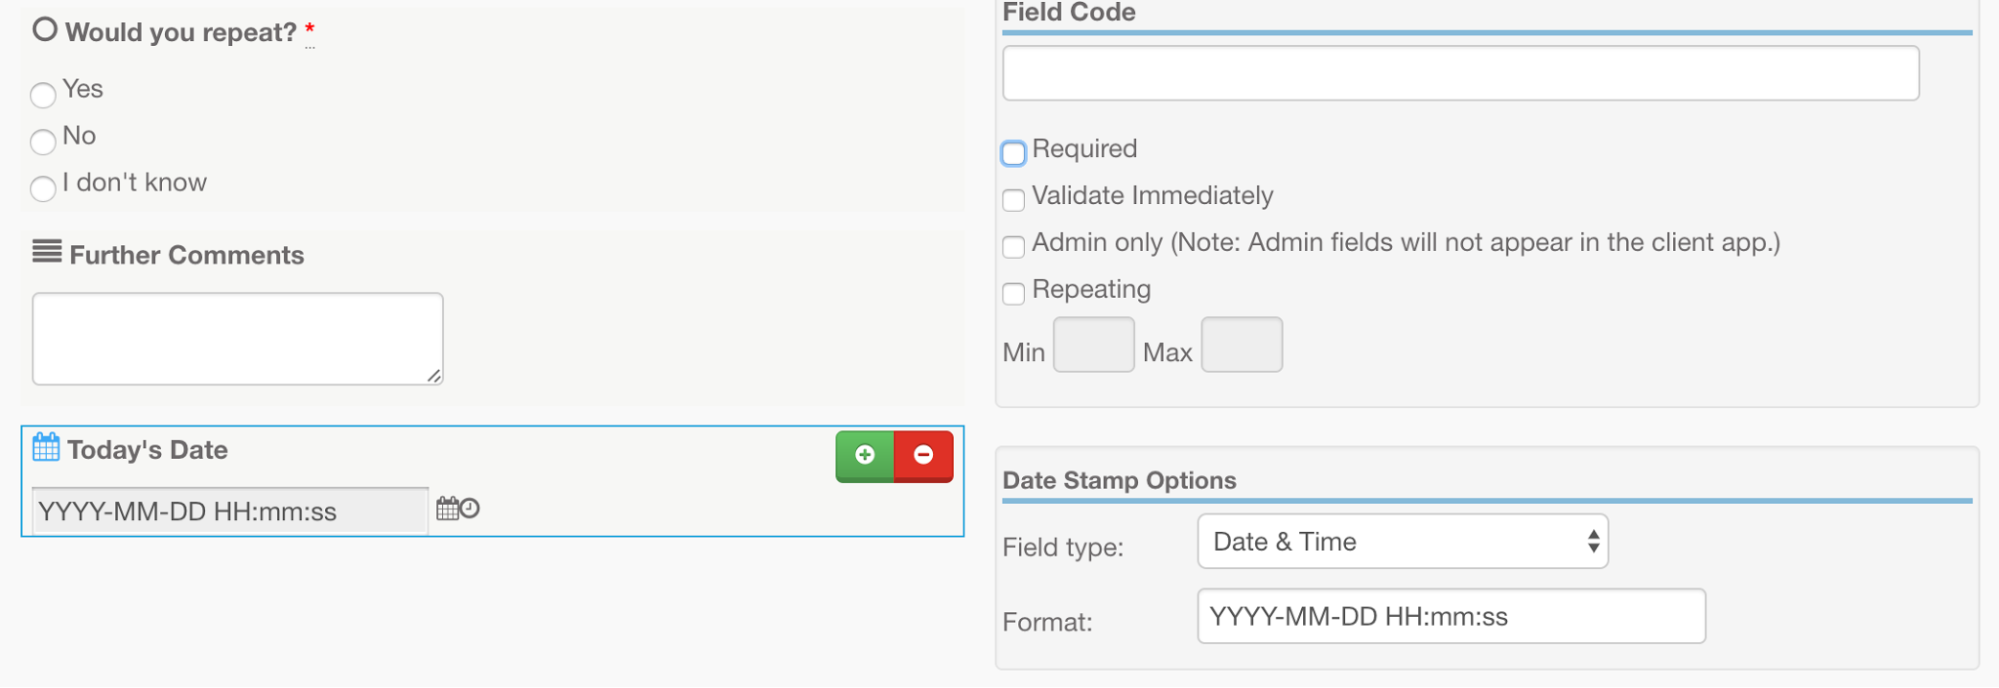 Would you repeat? *
Yes
No
I don't know
Further Comments
Today's Date
YYYY-MM-DD HH:mm:ss
Field Code
Required
Validate Immediately
Admin only (Note: Admin fields will not appear in the client app.)
Repeating
Min Max
Date Stamp Options
Field type: Date & Time
Format: YYYY-MM-DD HH:mm:ss